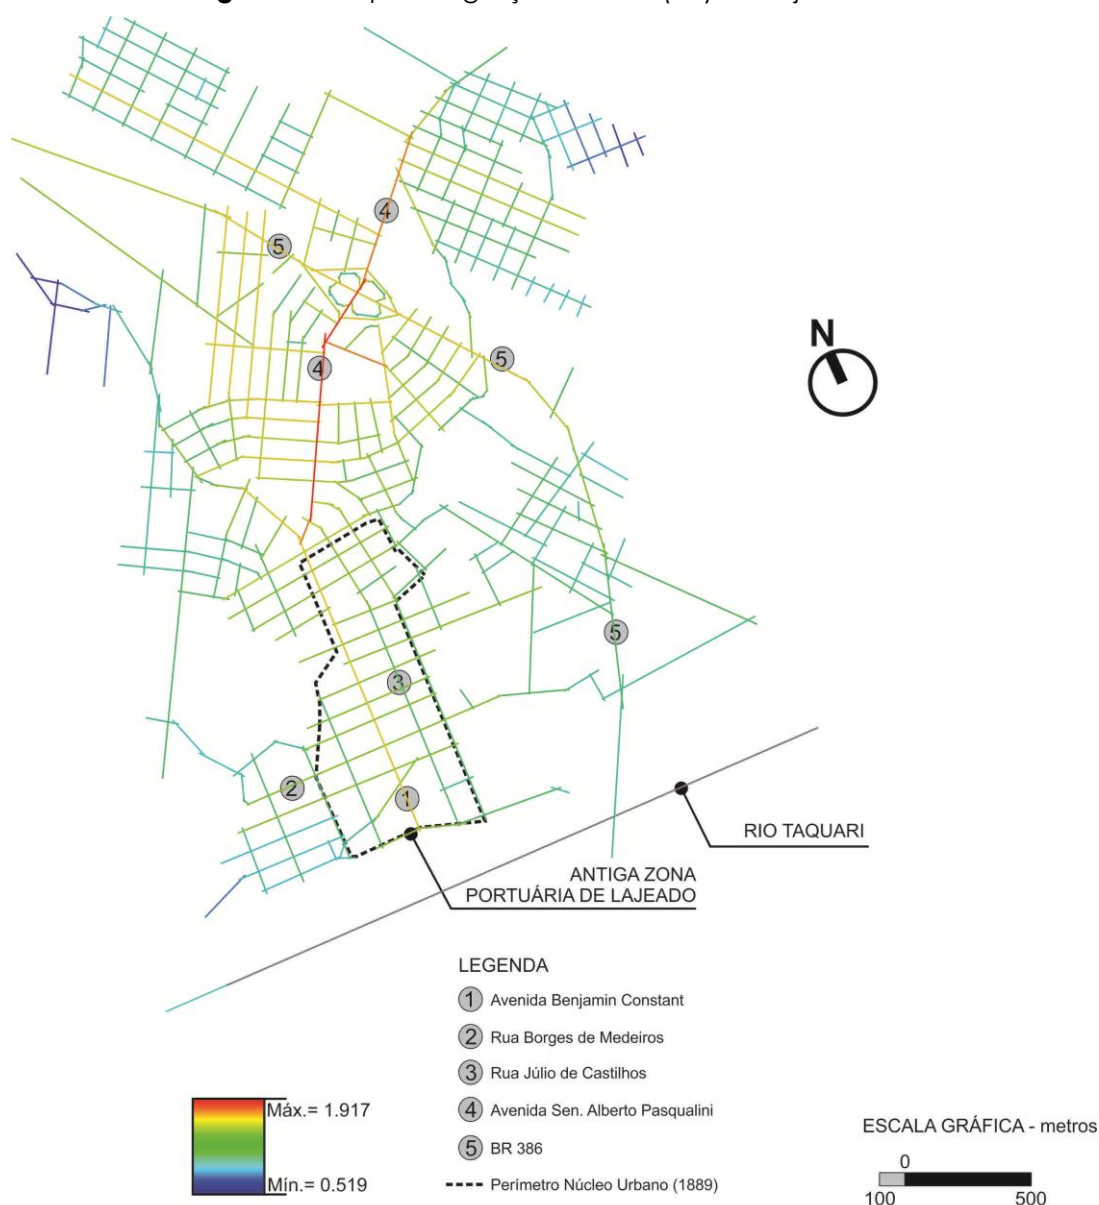 4
5
5
4
N
5
3
2
1
RIO TAQUARI
ANTIGA ZONA
PORTUÁRIA DE LAJEADO
LEGENDA
1 Avenida Benjamin Constant
2 Rua Borges de Medeiros
3 Rua Júlio de Castilhos
4 Avenida Sen. Alberto Pasqualini
5 BR 386
Perímetro Núcleo Urbano (1889)
Máx.= 1.917
Mín.= 0.519
ESCALA GRÁFICA - metros
0
100 500